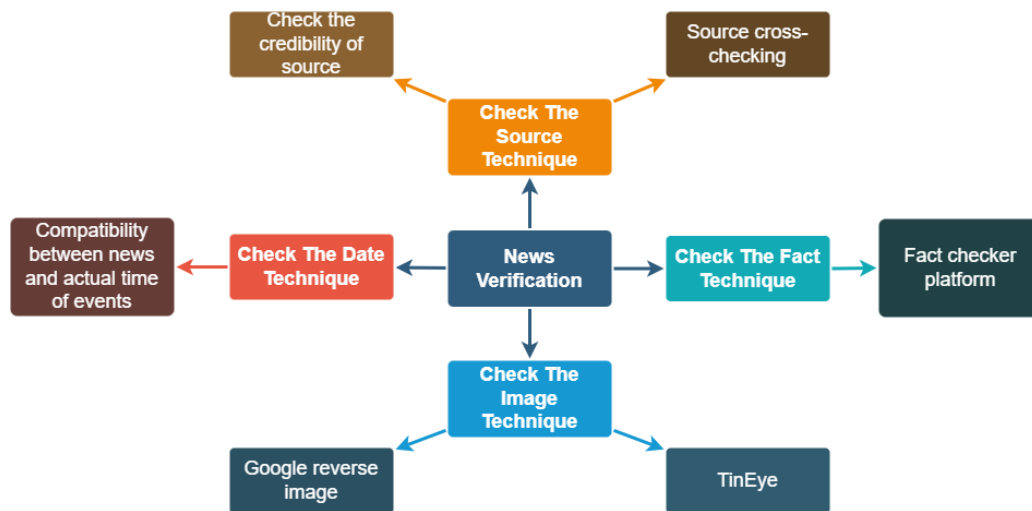 Check the
credibility of
source
Source cross-
checking
Check The
Source
Technique
Compatibility
between news
and actual time
of events
Check The Date
Technique
News
Verification
Check The Fact
Technique
Fact checker
platform
Check The
Image
Technique
Google reverse
image
TinEye